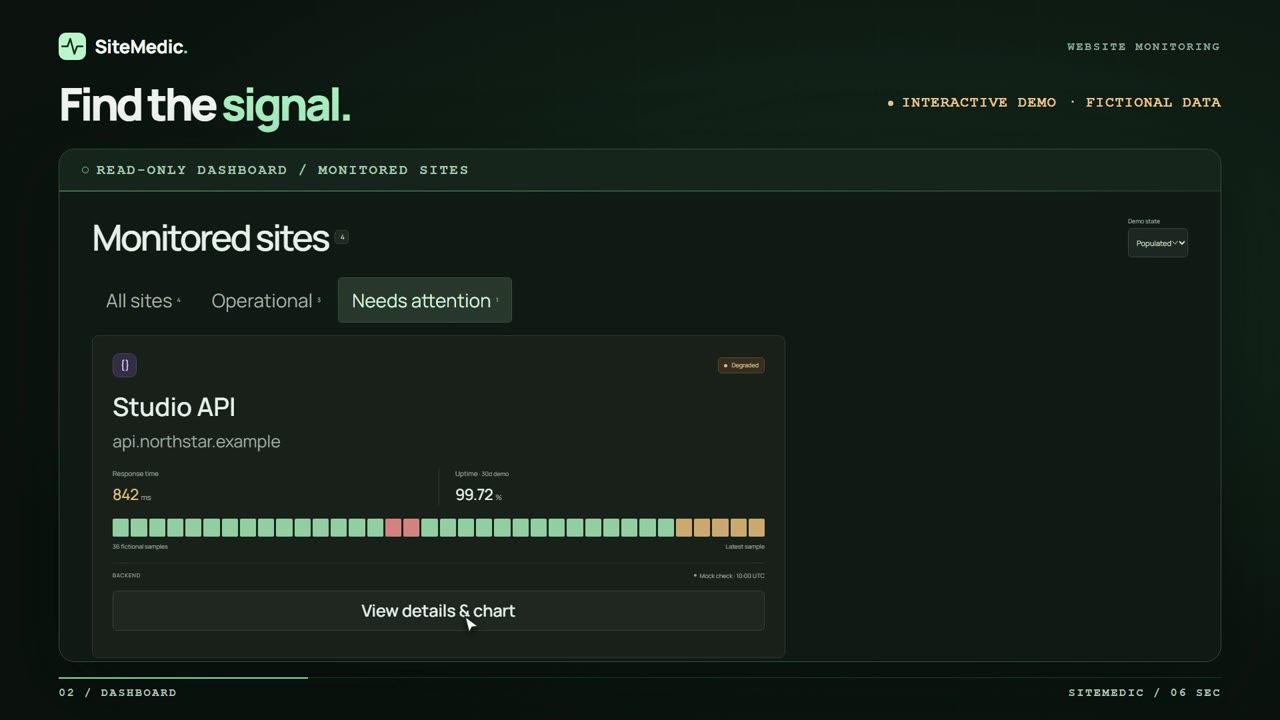 SiteMedic.
WEBSITE MONITORING
Find the signal.
INTERACTIVE DEMO · FICTIONAL DATA
READ-ONLY DASHBOARD / MONITORED SITES
Monitored sites 4
Demo state
Populated
All sites 4 Operational 3 Needs attention 1
{} Degraded
Studio API
api.northstar.example
Response time Uptime · 30d demo
842 ms 99.72 %
36 fictional samples Latest sample
BACKEND Mock check · 10:00 UTC
View details & chart
02 / DASHBOARD SITEMEDIC / 06 SEC